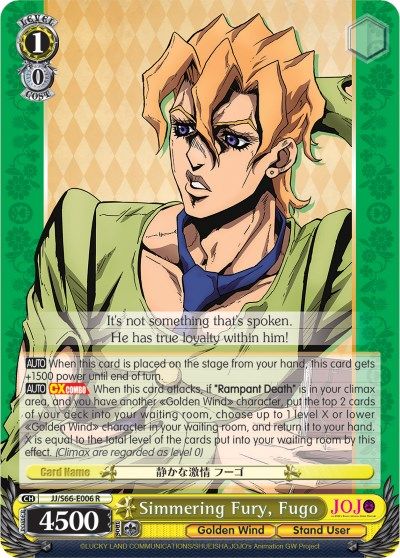 LEVEL
1
0
COST
It's not something that's spoken.
He has true loyalty within him!
AUTO When this card is placed on the stage from your hand, this card gets
+1500 power until end of turn.
AUTO CX COMBO When this card attacks, if "Rampant Death" is in your climax
area, and you have another «Golden Wind» character, put the top 2 cards
of your deck into your waiting room, choose up to 1 level X or lower
«Golden Wind» character in your waiting room, and return it to your hand.
X is equal to the total level of the cards put into your waiting room by this
effect. (Climax are regarded as level 0)
Card Name 静かな激情 フーゴ
CD JJ/S66-E006 R
POWER 4500 SOUL Simmering Fury, Fugo JOJO
Golden Wind Stand User
©LUCKY LAND COMMUNICATIONS/SHUEISHA,JOJO's Animation GW Project